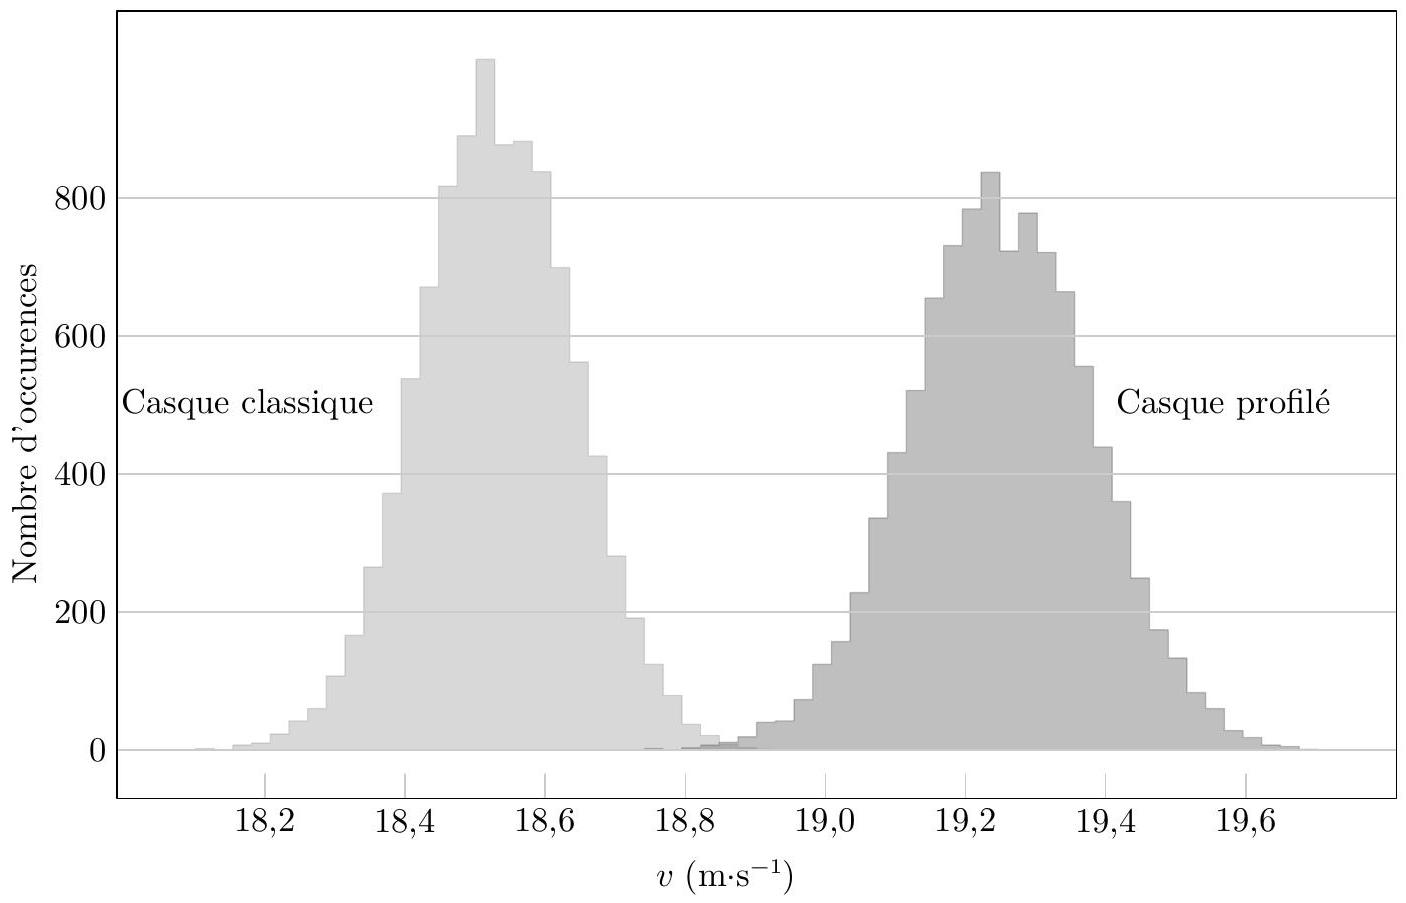 800
600
400
200
0
Nombre d'occurences
Casque classique
Casque profilé
18,2 18,4 18,6 18,8 19,0 19,2 19,4 19,6
v (m·s⁻¹)